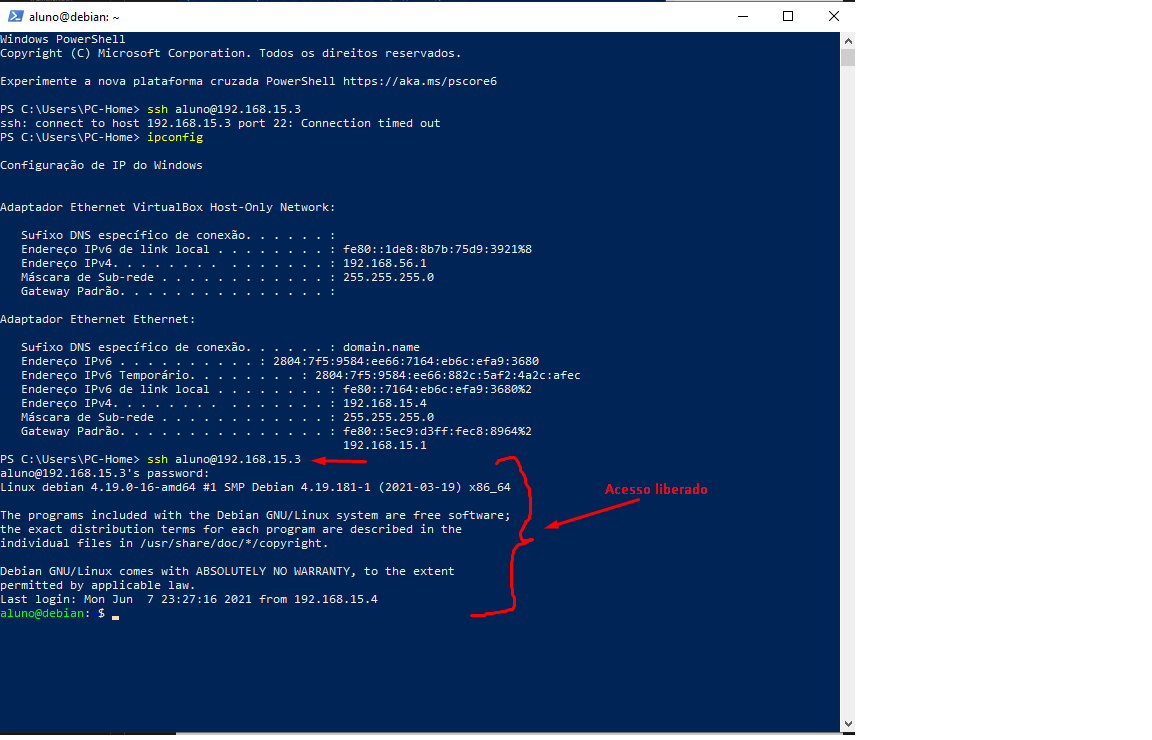 aluno@debian: ~
Windows PowerShell
Copyright (C) Microsoft Corporation. Todos os direitos reservados.
Experimente a nova plataforma cruzada PowerShell https://aka.ms/pscore6
PS C:\Users\PC-Home> ssh aluno@192.168.15.3
ssh: connect to host 192.168.15.3 port 22: Connection timed out
PS C:\Users\PC-Home> ipconfig
Configuração de IP do Windows
Adaptador Ethernet VirtualBox Host-Only Network:
Sufixo DNS específico de conexão. . . . . . :
Endereço IPv6 de link local . . . . . . . . : fe80::1de8:8b7b:75d9:3921%8
Endereço IPv4. . . . . . . . . . . . . . . : 192.168.56.1
Máscara de Sub-rede . . . . . . . . . . . . : 255.255.255.0
Gateway Padrão. . . . . . . . . . . . . . . :
Adaptador Ethernet Ethernet:
Sufixo DNS específico de conexão. . . . . . : domain.name
Endereço IPv6 . . . . . . . . . . : 2804:7f5:9584:ee66:7164:eb6c:efa9:3680
Endereço IPv6 Temporário. . . . . . . . : 2804:7f5:9584:ee66:882c:5af2:4a2c:afec
Endereço IPv6 de link local . . . . . . . . : fe80::7164:eb6c:efa9:3680%2
Endereço IPv4. . . . . . . . . . . . . . . : 192.168.15.4
Máscara de Sub-rede . . . . . . . . . . . . : 255.255.255.0
Gateway Padrão. . . . . . . . . . . . . . . : fe80::5ec9:d3ff:fec8:8964%2
192.168.15.1
PS C:\Users\PC-Home> ssh aluno@192.168.15.3
aluno@192.168.15.3's password:
Linux debian 4.19.0-16-amd64 #1 SMP Debian 4.19.181-1 (2021-03-19) x86_64
Acesso liberado
The programs included with the Debian GNU/Linux system are free software;
the exact distribution terms for each program are described in the
individual files in /usr/share/doc/*/copyright.
Debian GNU/Linux comes with ABSOLUTELY NO WARRANTY, to the extent
permitted by applicable law.
Last login: Mon Jun  7 23:27:16 2021 from 192.168.15.4
aluno@debian: $